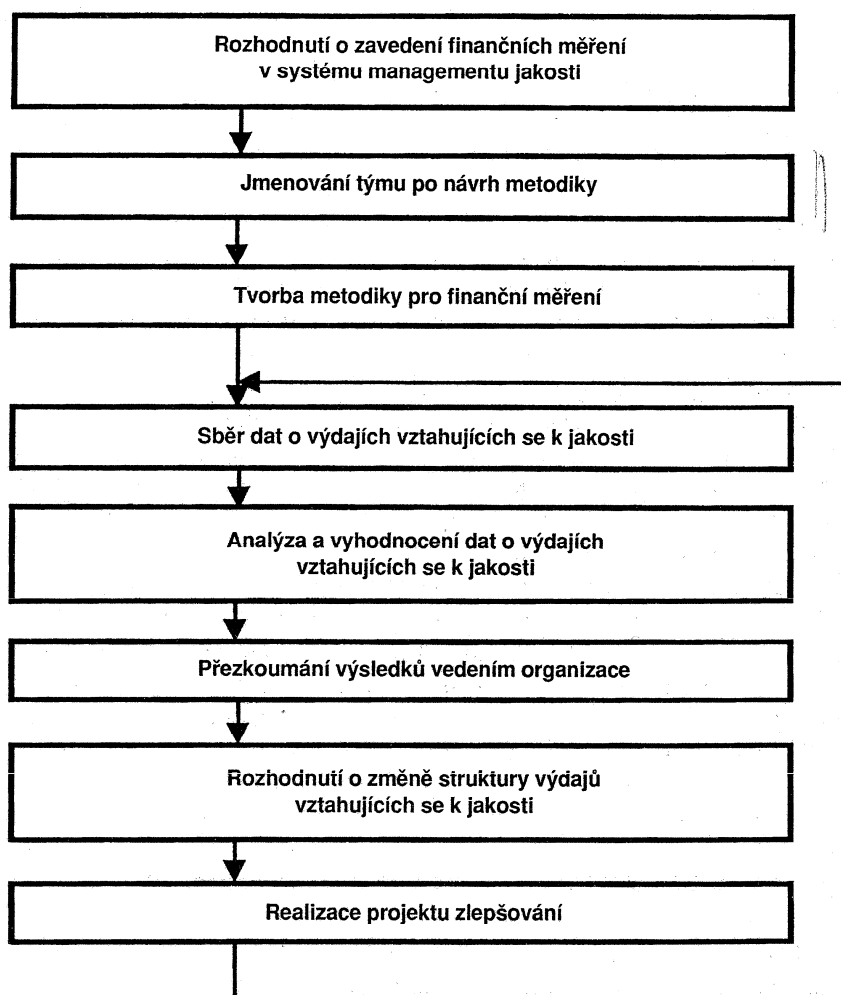 Rozhodnutí o zavedení finančních měření
v systému managementu jakosti
Jmenování týmu po návrh metodiky
Tvorba metodiky pro finanční měření
Sběr dat o výdajích vztahujících se k jakosti
Analýza a vyhodnocení dat o výdajích
vztahujících se k jakosti
Přezkoumání výsledků vedením organizace
Rozhodnutí o změně struktury výdajů
vztahujících se k jakosti
Realizace projektu zlepšování